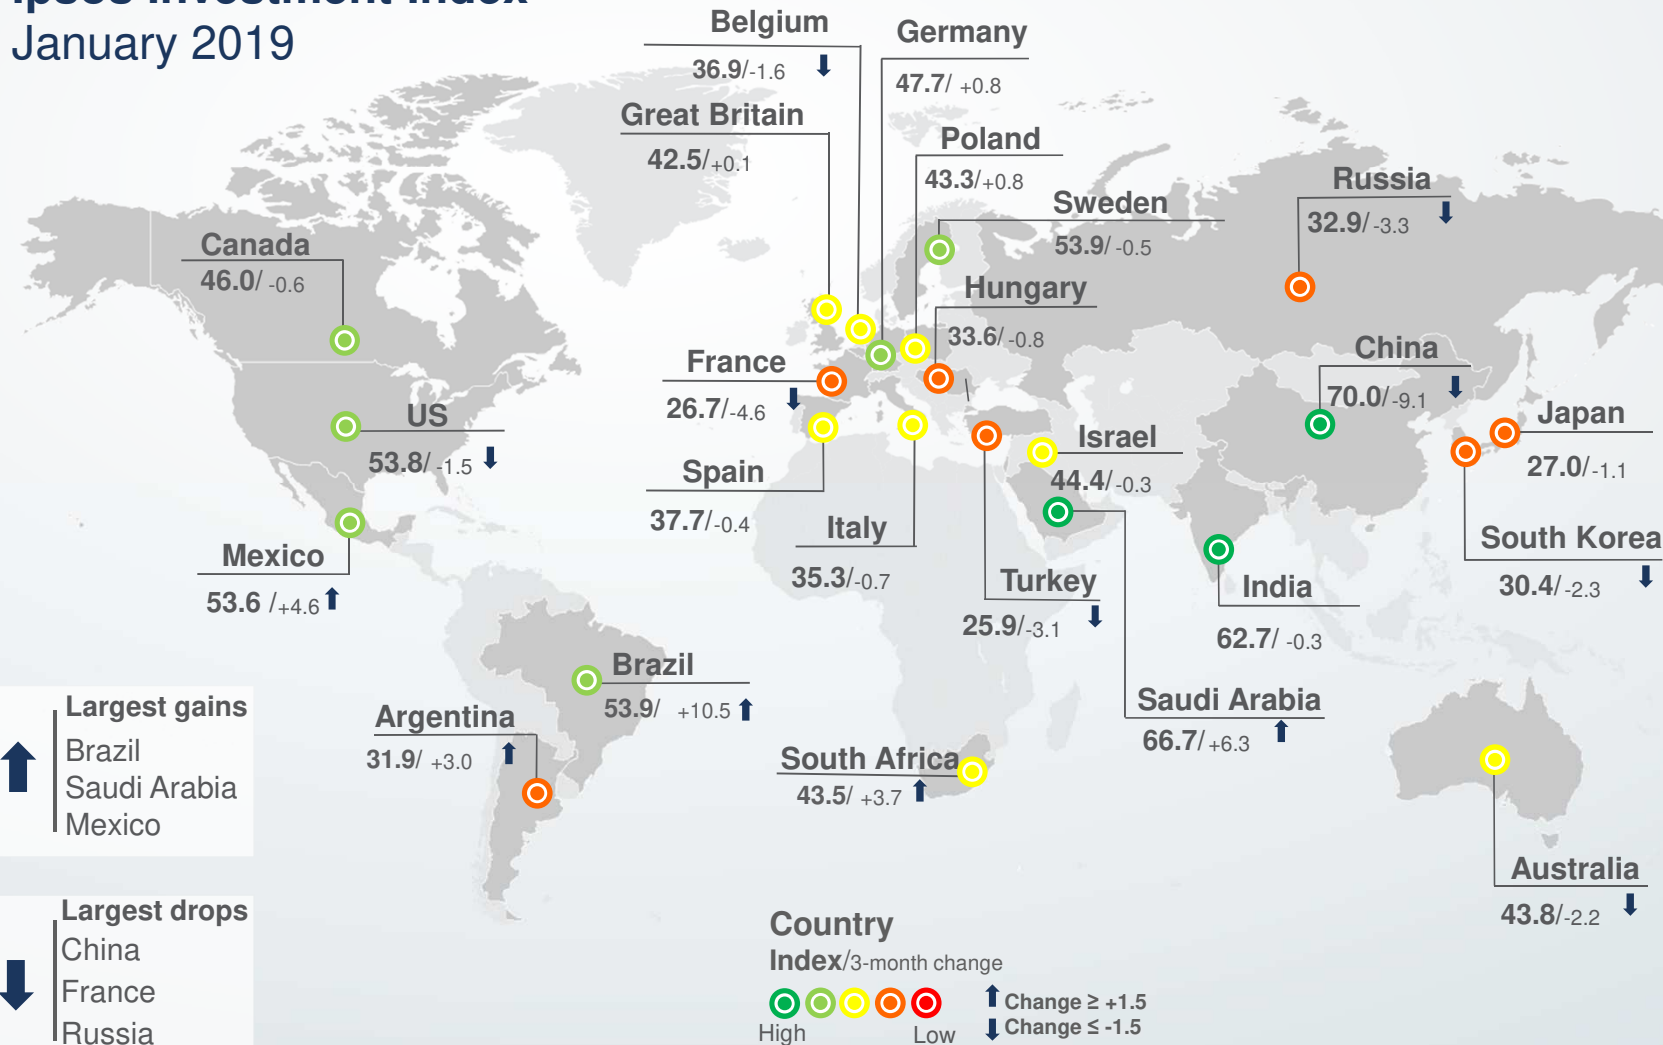 Ipsos Investment Index
January 2019
Belgium
36.9/-1.6
Germany
47.7/ +0.8
Great Britain
42.5/+0.1
Poland
43.3/+0.8
Sweden
53.9/ -0.5
Russia
32.9/ -3.3
Canada
46.0/ -0.6
Hungary
33.6/ -0.8
France
26.7/-4.6
China
70.0/-9.1
US
53.8/ -1.5
Japan
27.0/-1.1
Israel
44.4/-0.3
Spain
37.7/-0.4
Italy
35.3/-0.7
South Korea
30.4/-2.3
Mexico
53.6 /+4.6
Turkey
25.9/-3.1
India
62.7/ -0.3
Brazil
53.9/ +10.5
Saudi Arabia
66.7/+6.3
Argentina
31.9/ +3.0
South Africa
43.5/ +3.7
Australia
43.8/-2.2
Largest gains
Brazil
Saudi Arabia
Mexico
Largest drops
China
France
Russia
Country
Index/3-month change
High
Low
Change ≥ +1.5
Change ≤ -1.5